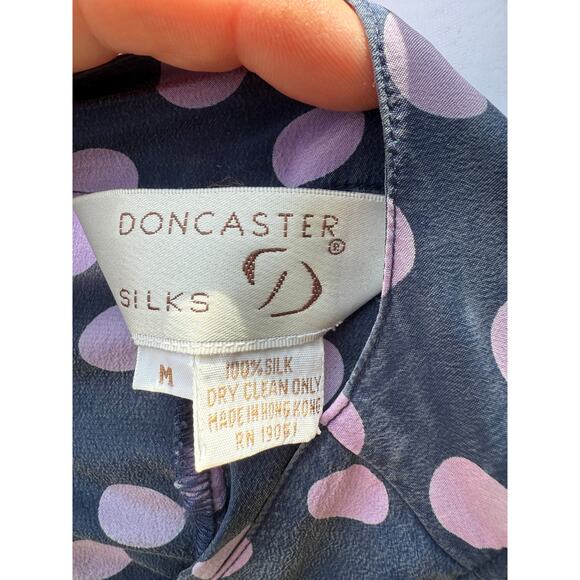 DONCASTER
D®
SILKS
M
100% SILK
DRY CLEAN ONLY
MADE IN HONG KONG
RN 19061